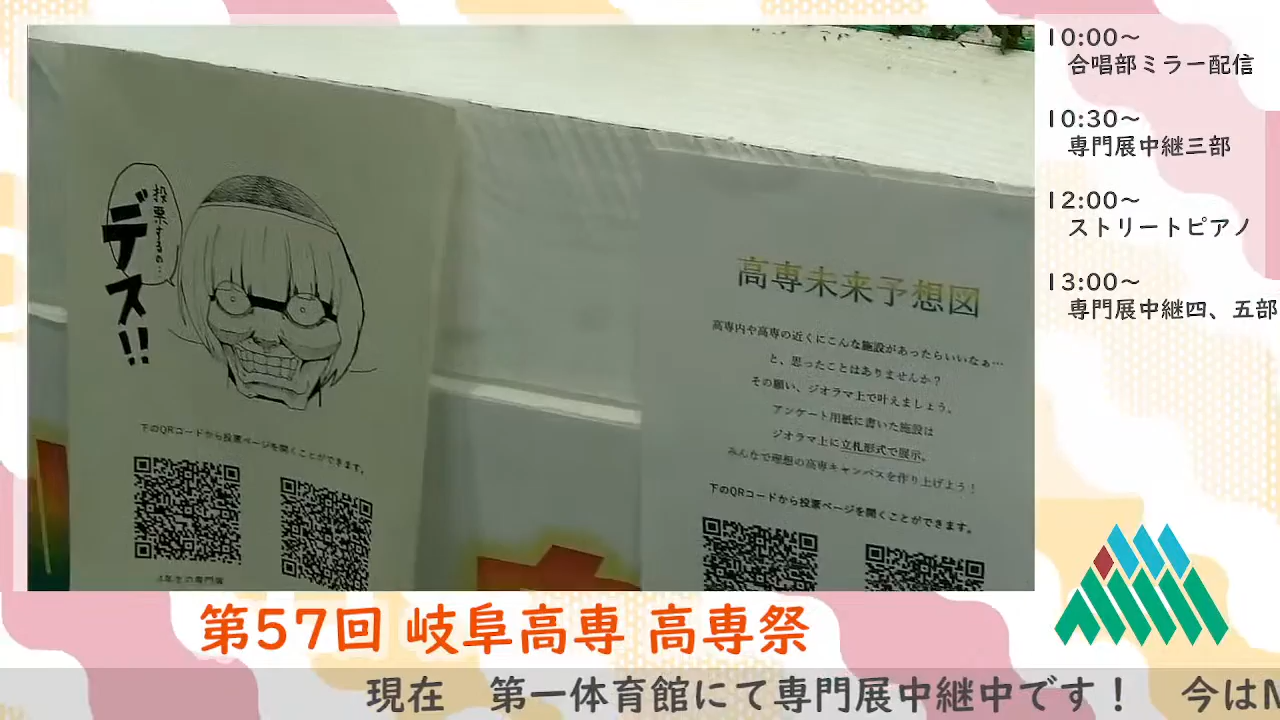 10:00～
合唱部ミラー配信
10:30～
専門展中継三部
12:00～
ストリートピアノ
13:00～
専門展中継四、五部
投票するの…
デス!!
下のQRコードから投票ページを開くことができます。
4年生の専門展
高専未来予想図
高専内や高専の近くにこんな施設があったらいいなぁ…
と、思ったことはありませんか？
その願い、ジオラマ上で叶えましょう。
アンケート用紙に書いた施設は
ジオラマ上に立札形式で展示。
みんなで理想の高専キャンパスを作り上げよう！
下のQRコードから投票ページを開くことができます。
第57回 岐阜高専 高専祭
現在　第一体育館にて専門展中継中です！　今はN